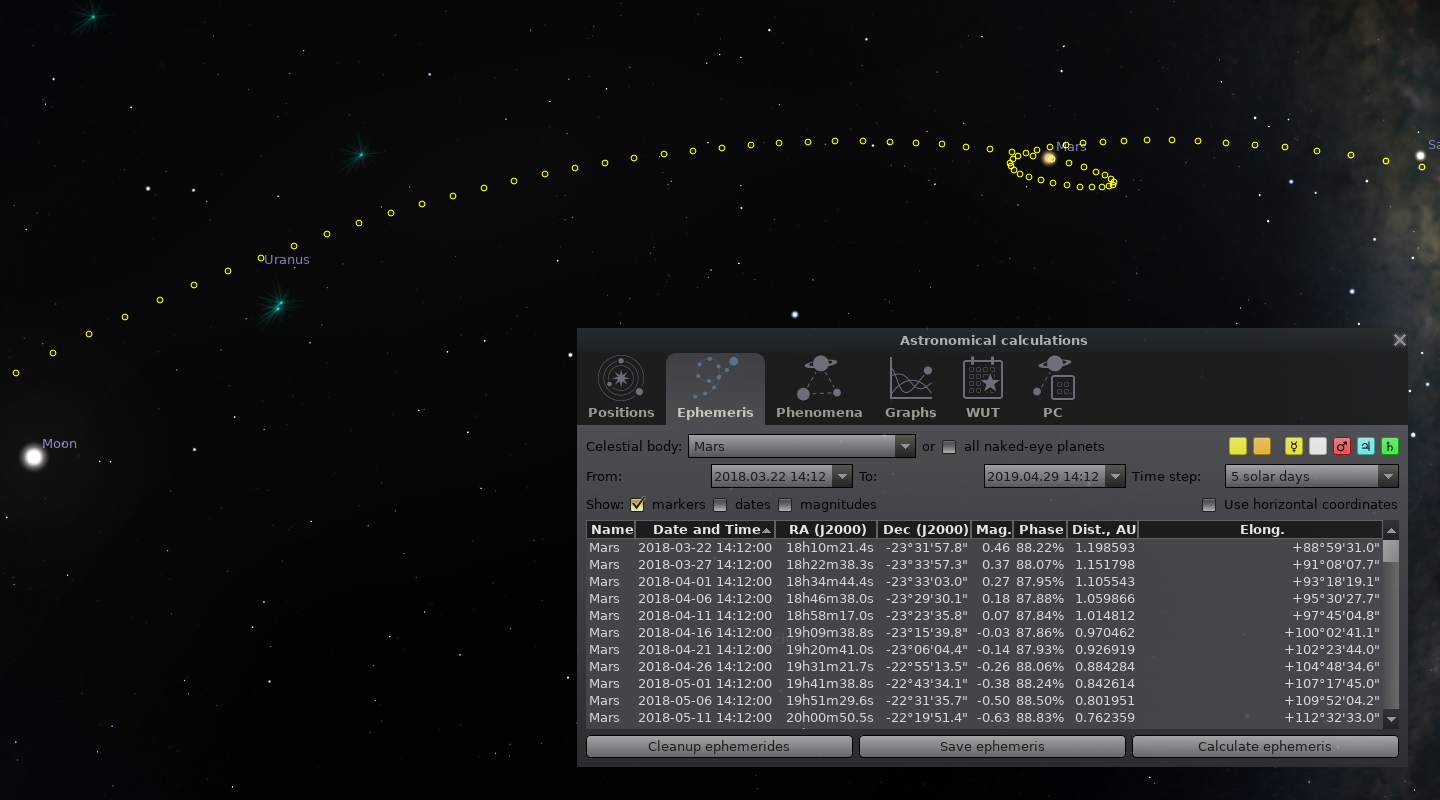 Mars
Sa
Uranus
Moon
Astronomical calculations
Positions Ephemeris Phenomena Graphs WUT PC
Celestial body: Mars or all naked-eye planets ☿ ♂ ♃ ♄
From: 2018.03.22 14:12 To: 2019.04.29 14:12 Time step: 5 solar days
Show: markers dates magnitudes Use horizontal coordinates
Name Date and Time RA (J2000) Dec (J2000) Mag. Phase Dist., AU Elong.
Mars 2018-03-22 14:12:00 18h10m21.4s -23°31'57.8" 0.46 88.22% 1.198593 +88°59'31.0"
Mars 2018-03-27 14:12:00 18h22m38.3s -23°33'57.3" 0.37 88.07% 1.151798 +91°08'07.7"
Mars 2018-04-01 14:12:00 18h34m44.4s -23°33'03.0" 0.27 87.95% 1.105543 +93°18'19.1"
Mars 2018-04-06 14:12:00 18h46m38.0s -23°29'30.1" 0.18 87.88% 1.059866 +95°30'27.7"
Mars 2018-04-11 14:12:00 18h58m17.0s -23°23'35.8" 0.07 87.84% 1.014812 +97°45'04.8"
Mars 2018-04-16 14:12:00 19h09m38.8s -23°15'39.8" -0.03 87.86% 0.970462 +100°02'41.1"
Mars 2018-04-21 14:12:00 19h20m41.0s -23°06'04.4" -0.14 87.93% 0.926919 +102°23'44.0"
Mars 2018-04-26 14:12:00 19h31m21.7s -22°55'13.5" -0.26 88.06% 0.884284 +104°48'34.6"
Mars 2018-05-01 14:12:00 19h41m38.8s -22°43'34.1" -0.38 88.24% 0.842614 +107°17'45.0"
Mars 2018-05-06 14:12:00 19h51m29.6s -22°31'35.7" -0.50 88.50% 0.801951 +109°52'04.2"
Mars 2018-05-11 14:12:00 20h00m50.5s -22°19'51.4" -0.63 88.83% 0.762359 +112°32'33.0"
Cleanup ephemerides Save ephemeris Calculate ephemeris